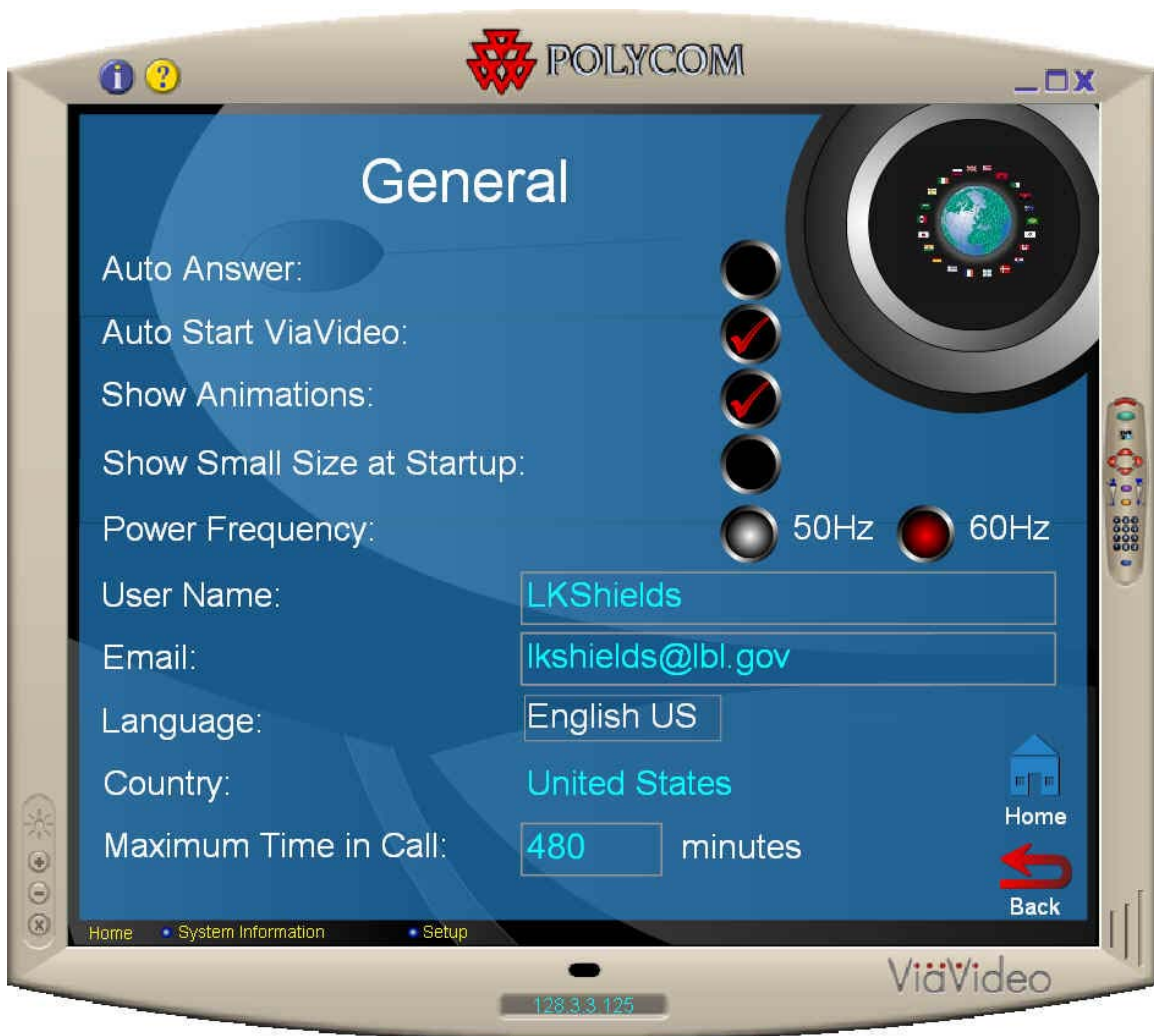 i ? POLYCOM
General
Auto Answer:
Auto Start ViaVideo:
Show Animations:
Show Small Size at Startup:
Power Frequency: 50Hz 60Hz
User Name: LKShields
Email: lkshields@lbl.gov
Language: English US
Country: United States
Home
Maximum Time in Call: 480 minutes
Back
Home System Information Setup
ViaVideo
128.3.3.125